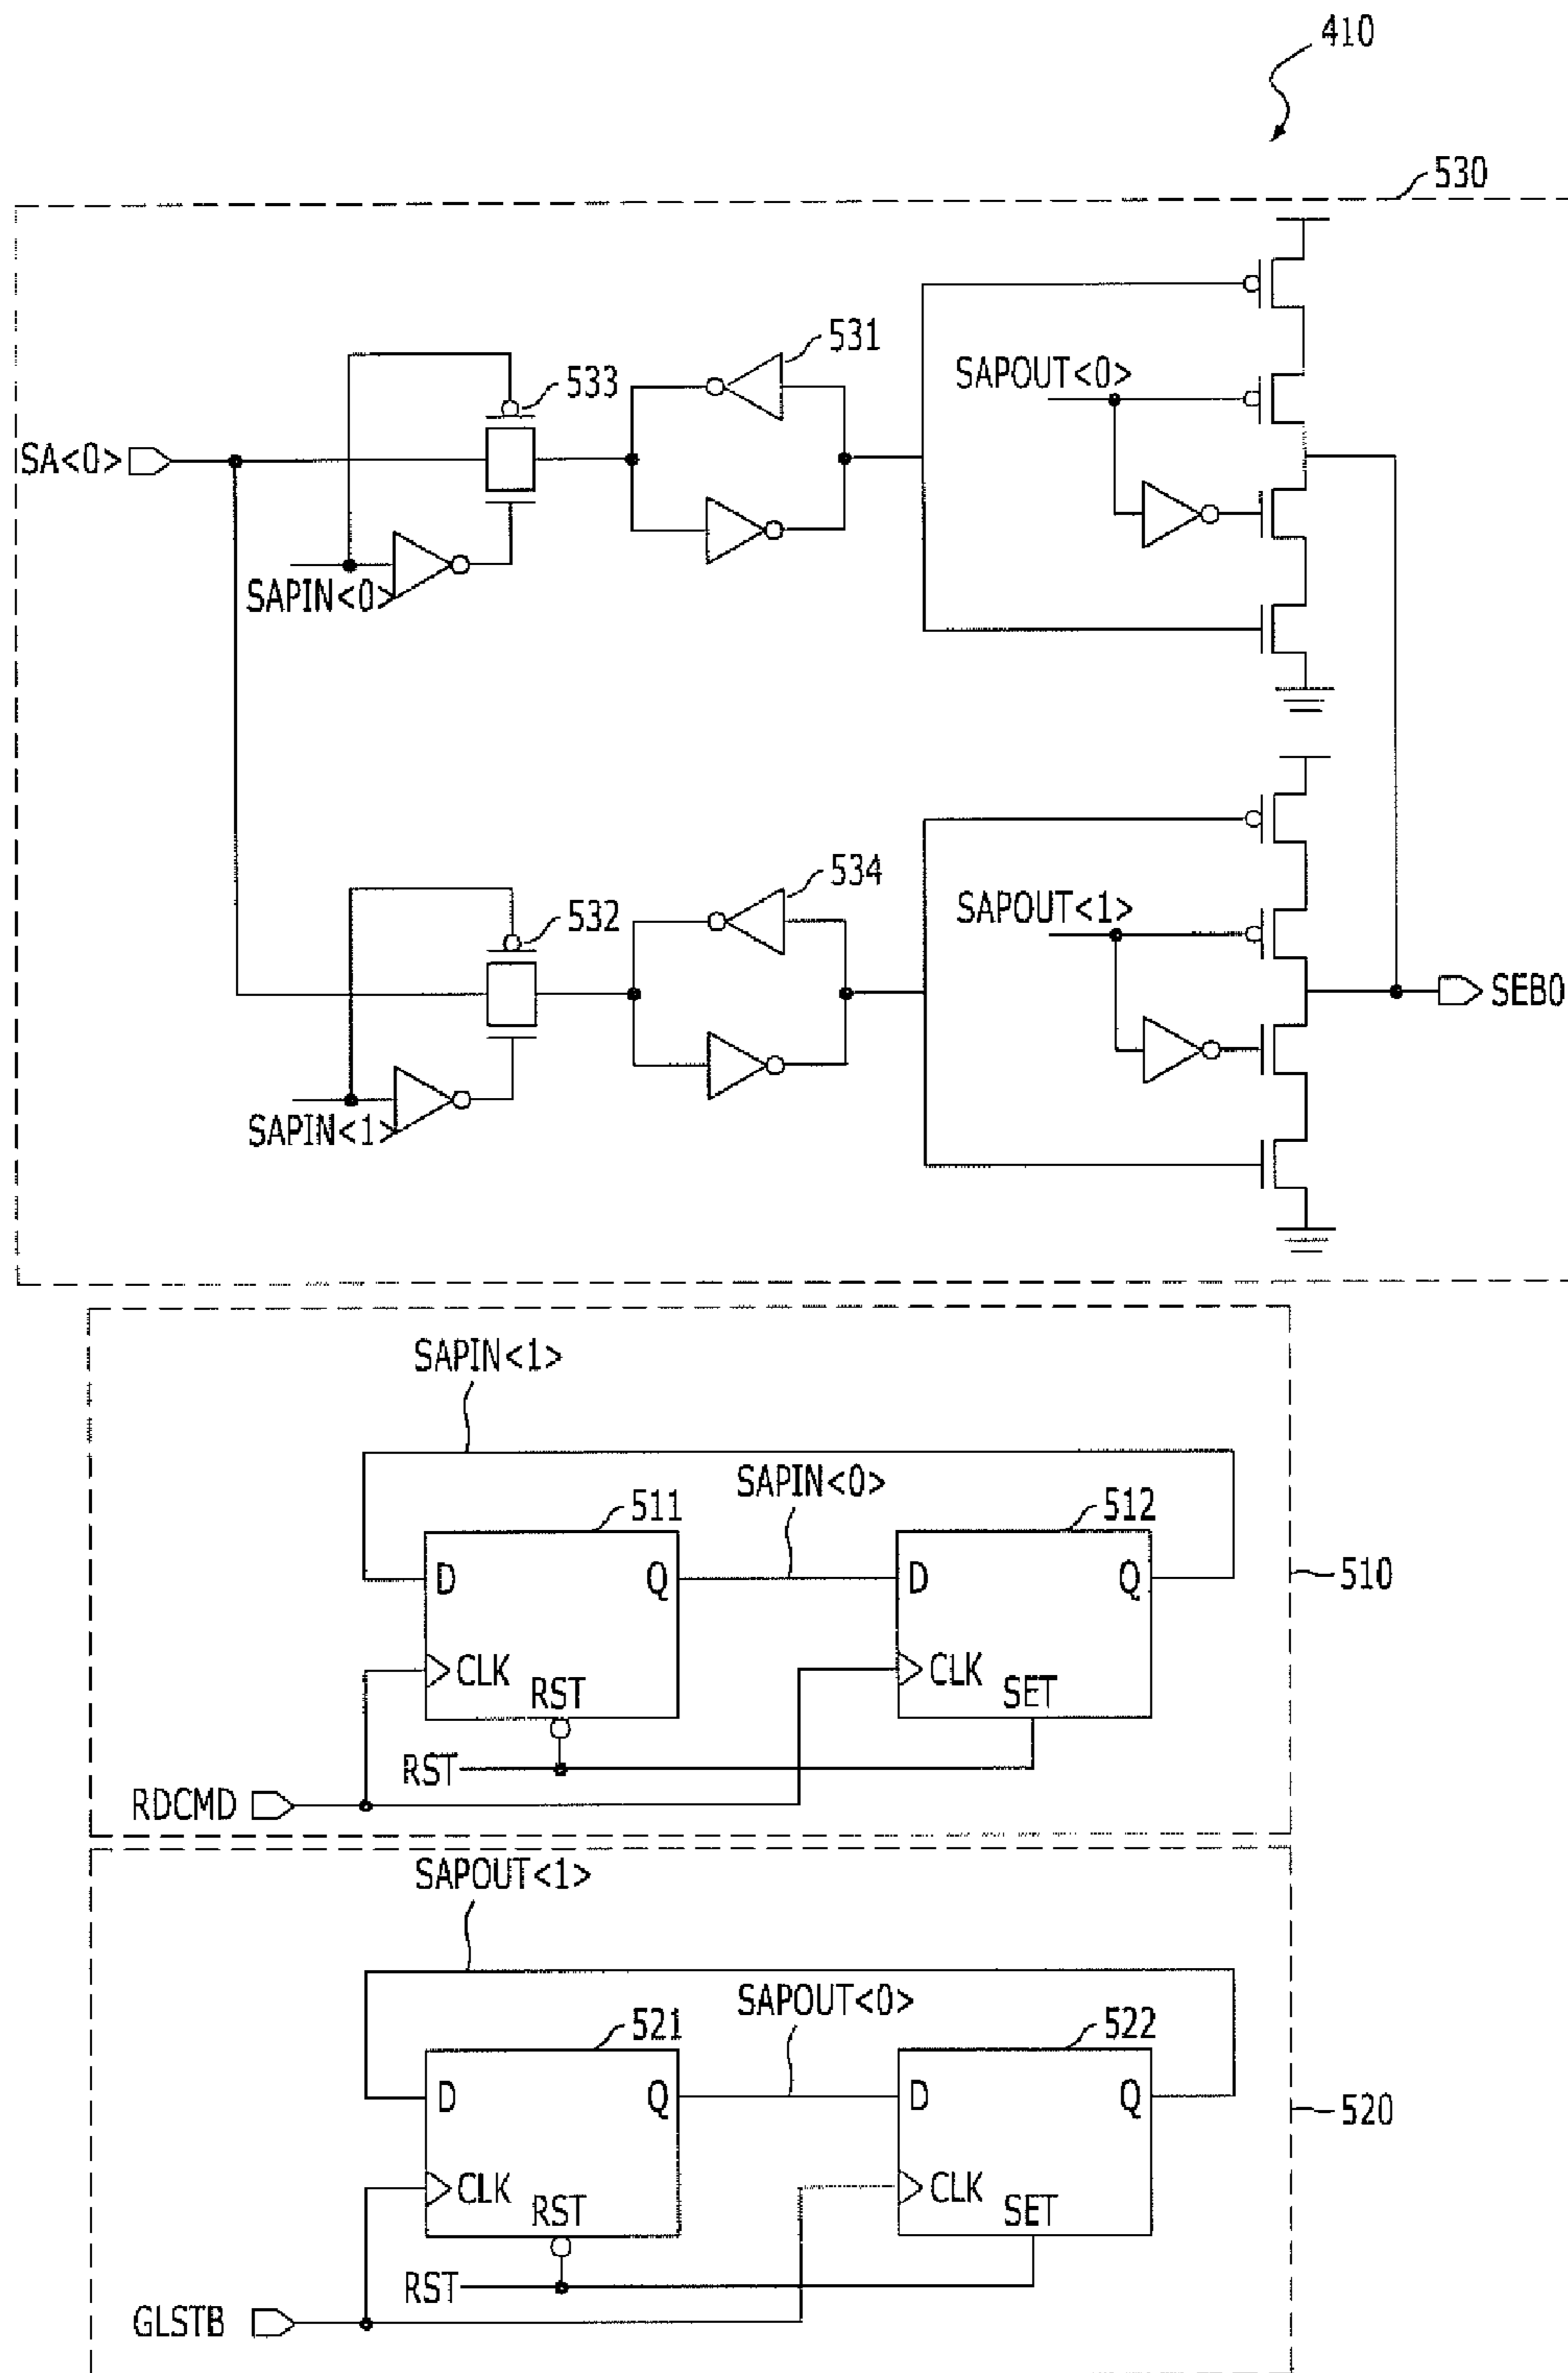 410
530
531
SAPOUT<0>
533
SA<0>
SAPIN<0>
534
SAPOUT<1>
532
SEB0
SAPIN<1>
SAPIN<1>
SAPIN<0>
511
512
D
Q
D
Q
510
CLK
RST
CLK
SET
RST
RDCMD
SAPOUT<1>
SAPOUT<0>
521
522
D
Q
D
Q
520
CLK
RST
CLK
SET
RST
GLSTB